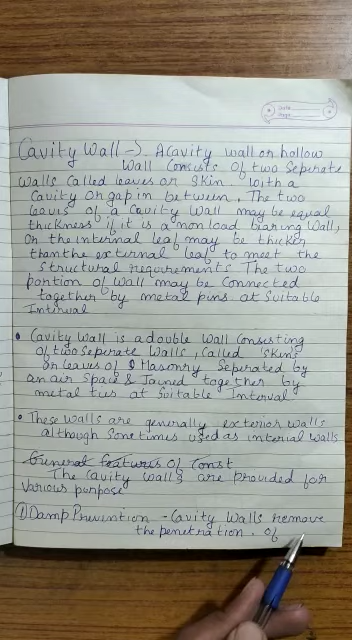 Date
Page
Cavity Wall → A cavity wall or hollow
Wall Consists of two Seperate
Walls Called leaves or Skin. With a
Cavity Or gap in between. The two
leaves of a Cavity Wall may be equal
thickness if it is a non load biaring Wall,
Or the internal leaf may be thicker
than the external leaf to meet the
Structural requirements The two
portion of Wall may be Connected
together by metal pins at Suitable
Interval
• Cavity Wall is a double Wall Consisting
Of two Seperate Walls, Called 'Skins
Or leaves of Masonry Seperated by
an air Space & Joined together by
metal ties at Suitable Interval
• These Walls are generally exterior Walls
although Sometimes used as interial walls
General features Of Const
The Cavity Walls are provided for
Various purpose
① Damp Prevention - Cavity Walls remove
the penetration. Of